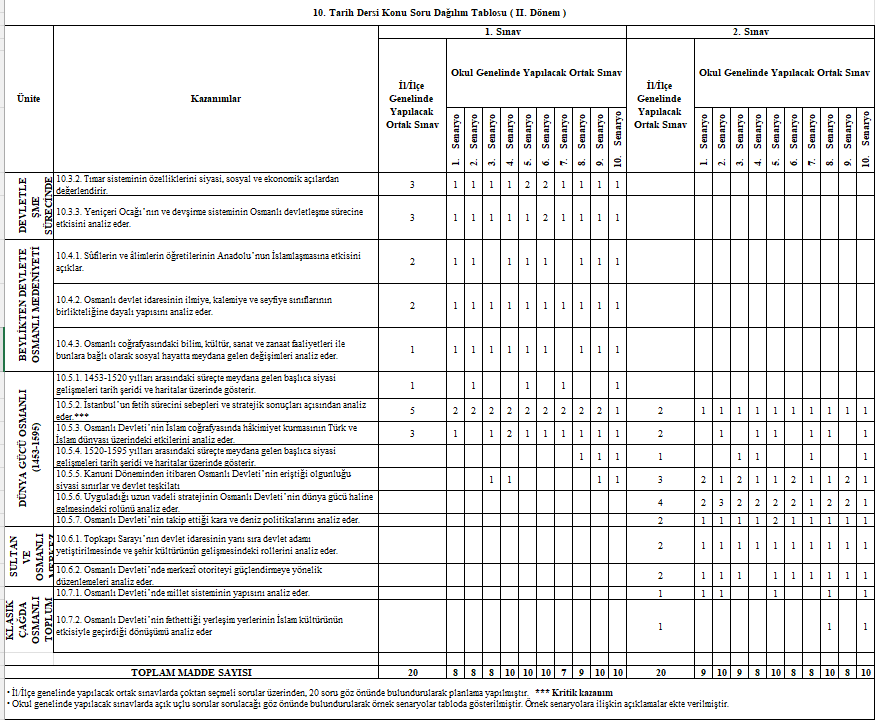 10. Tarih Dersi Konu Soru Dağılım Tablosu ( II. Dönem )
1. Sınav
2. Sınav
Ünite
Kazanımlar
İl/İlçe
Genelinde
Yapılacak
Ortak Sınav
Okul Genelinde Yapılacak Ortak Sınav
1. Senaryo
2. Senaryo
3. Senaryo
4. Senaryo
5. Senaryo
6. Senaryo
7. Senaryo
8. Senaryo
9. Senaryo
10. Senaryo
İl/İlçe
Genelinde
Yapılacak
Ortak Sınav
Okul Genelinde Yapılacak Ortak Sınav
1. Senaryo
2. Senaryo
3. Senaryo
4. Senaryo
5. Senaryo
6. Senaryo
7. Senaryo
8. Senaryo
9. Senaryo
10. Senaryo
DEVLETLE
ŞME
SÜRECİNDE
10.3.2. Tımar sisteminin özelliklerini siyasi, sosyal ve ekonomik açılardan
değerlendirir.
3 1 1 1 1 2 2 1 1 1 1
10.3.3. Yeniçeri Ocağı’nın ve devşirme sisteminin Osmanlı devletleşme sürecine
etkisini analiz eder.
3 1 1 1 1 1 2 1 1 1 1
BEYLİKTEN DEVLETE
OSMANLI MEDENİYETİ
10.4.1. Sûfilerin ve âlimlerin öğretilerinin Anadolu’nun İslamlaşmasına etkisini
açıklar.
2 1 1 1 1 1 1 1 1
10.4.2. Osmanlı devlet idaresinin ilmiye, kalemiye ve seyfiye sınıflarının
birlikteliğine dayalı yapısını analiz eder.
2 1 1 1 1 1 1 1 1 1 1
10.4.3. Osmanlı coğrafyasındaki bilim, kültür, sanat ve zanaat faaliyetleri ile
bunlara bağlı olarak sosyal hayatta meydana gelen değişimleri analiz eder.
1 1 1 1 1 1 1 1 1 1
DÜNYA GÜCÜ OSMANLI
(1453-1595)
10.5.1. 1453-1520 yılları arasındaki süreçte meydana gelen başlıca siyasi
gelişmeleri tarih şeridi ve haritalar üzerinde gösterir.
1 1 1 1 1
10.5.2. İstanbul’un fetih sürecini sebepleri ve stratejik sonuçları açısından analiz
eder.***
5 2 2 2 2 2 2 2 2 2 1 2 1 1 1 1 1 1 1 1 1 1
10.5.3. Osmanlı Devleti’nin İslam coğrafyasında hâkimiyet kurmasının Türk ve
İslam dünyası üzerindeki etkilerini analiz eder.
3 1 1 2 1 1 1 1 1 1 2 1 1 1 1 1 1
10.5.4. 1520-1595 yılları arasındaki süreçte meydana gelen başlıca siyasi
gelişmeleri tarih şeridi ve haritalar üzerinde gösterir.
1 1 1 1 1 1 1 1
10.5.5. Kanuni Döneminden itibaren Osmanlı Devleti’nin eriştiği olgunluğu
siyasi sınırlar ve devlet teşkilatı
1 1 1 1 3 2 1 2 1 1 2 1 1 2 1
10.5.6. Uyguladığı uzun vadeli stratejinin Osmanlı Devleti’nin dünya gücü haline
gelmesindeki rolünü analiz eder.
4 2 3 2 2 2 2 1 2 2 1
10.5.7. Osmanlı Devleti’nin takip ettiği kara ve deniz politikalarını analiz eder.
2 1 1 1 1 2 1 1 1 1 1
SULTAN
VE
OSMANLI
10.6.1. Topkapı Sarayı’nın devlet idaresinin yanı sıra devlet adamı
yetiştirilmesinde ve şehir kültürünün gelişmesindeki rollerini analiz eder.
2 1 1 1 1 1 1 1 1 1 1
10.6.2. Osmanlı Devleti’nde merkezi otoriteyi güçlendirmeye yönelik
düzenlemeleri analiz eder.
2 1 1 1 1 1 1 1 1 1
KLASİK
ÇAĞDA
OSMANLI
TOPLUM
10.7.1. Osmanlı Devleti’nde millet sisteminin yapısını analiz eder.
1 1 1 1 1 1
10.7.2. Osmanlı Devleti’nin fethettiği yerleşim yerlerinin İslam kültürünün
etkisiyle geçirdiği dönüşümü analiz eder
1 1 1
TOPLAM MADDE SAYISI 20 8 8 8 10 10 10 7 9 10 10 20 9 10 9 8 10 8 8 10 8 10
• İl/İlçe genelinde yapılacak ortak sınavlarda çoktan seçmeli sorular üzerinden, 20 soru göz önünde bulundurularak planlama yapılmıştır. *** Kritik kazanım
• Okul genelinde yapılacak sınavlarda açık uçlu sorular sorulacağı göz önünde bulundurularak örnek senaryolar tabloda gösterilmiştir. Örnek senaryolara ilişkin açıklamalar ekte verilmiştir.